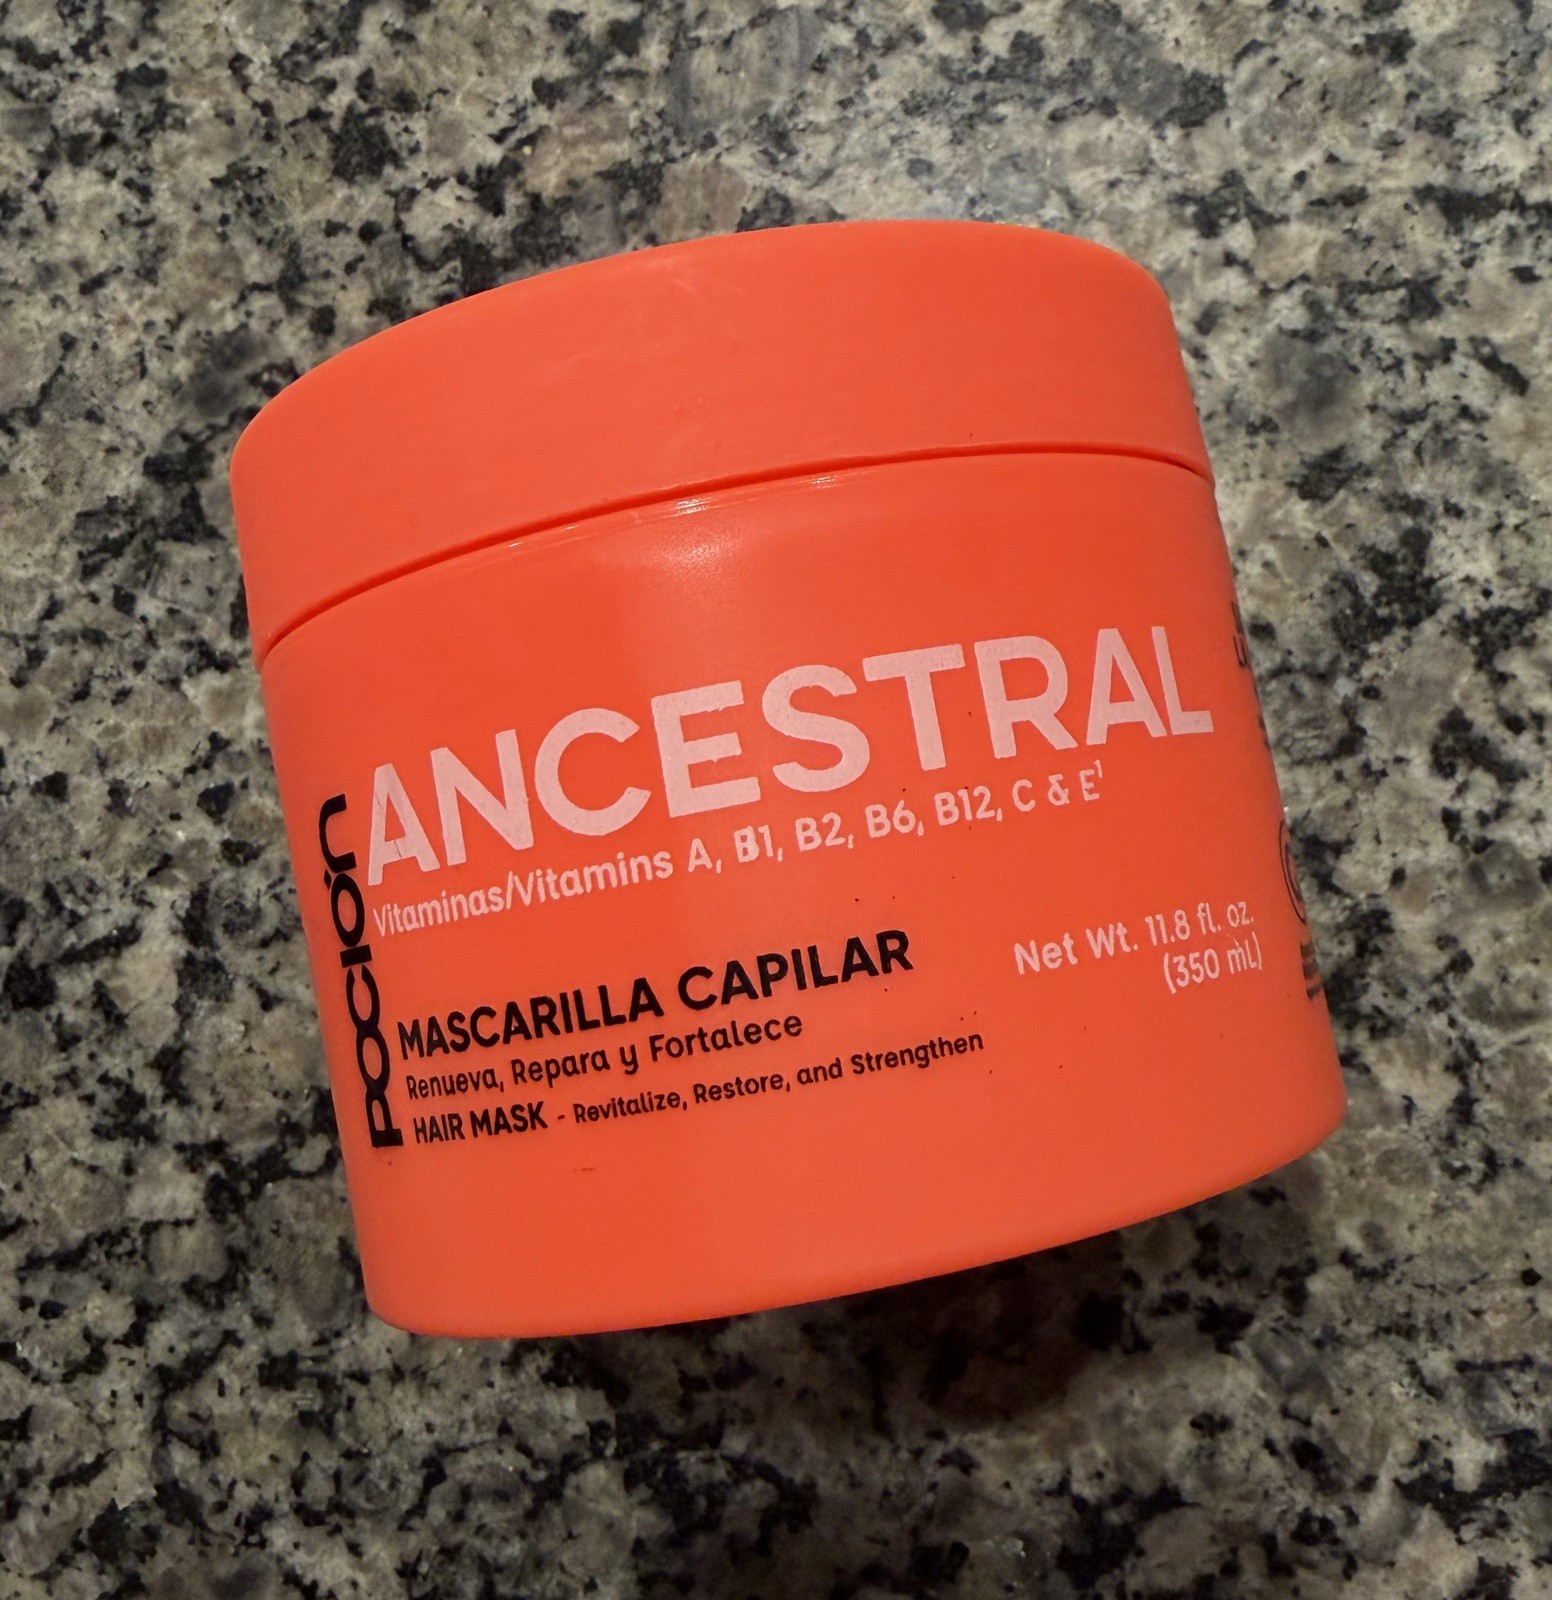 poción
ANCESTRAL
Vitaminas/Vitamins A, B1, B2, B6, B12, C & E¹
MASCARILLA CAPILAR
Renueva, Repara y Fortalece
HAIR MASK - Revitalize, Restore, and Strengthen
Net Wt. 11.8 fl. oz.
(350 mL)